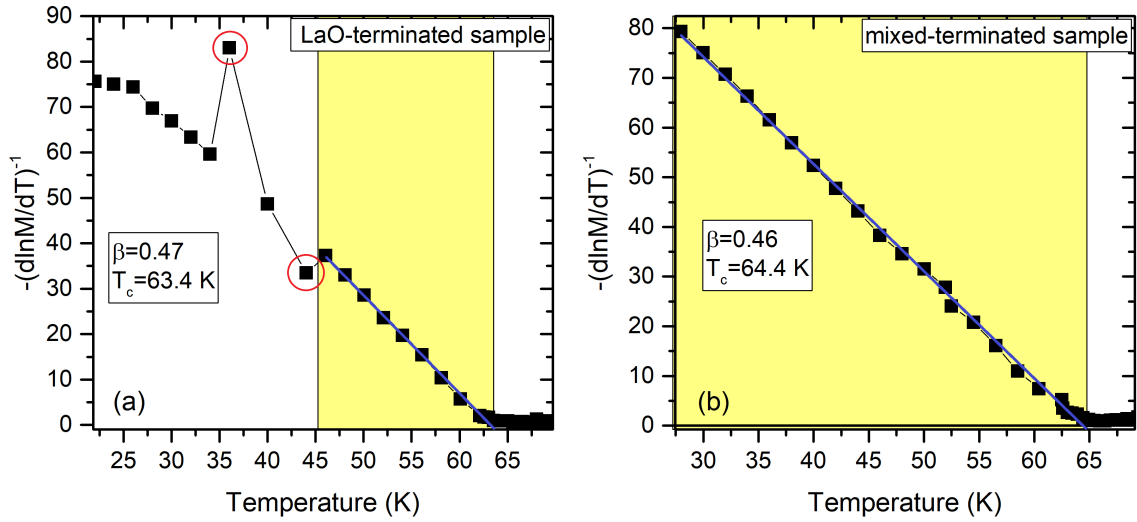 LaO-terminated sample
-(dlnM/dT)⁻¹
90
80
70
60
50
40
30
20
10
0
β=0.47
T_c=63.4 K
(a)
25 30 35 40 45 50 55 60 65
Temperature (K)
mixed-terminated sample
-(dlnM/dT)⁻¹
80
70
60
50
40
30
20
10
0
β=0.46
T_c=64.4 K
(b)
30 35 40 45 50 55 60 65
Temperature (K)